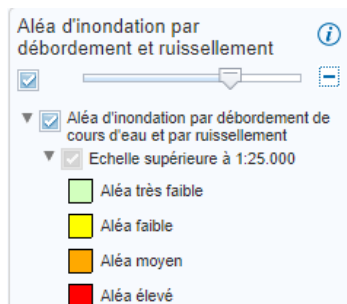 Aléa d'inondation par
débordement et ruissellement
Aléa d'inondation par débordement de
cours d'eau et par ruissellement
Echelle supérieure à 1:25.000
Aléa très faible
Aléa faible
Aléa moyen
Aléa élevé